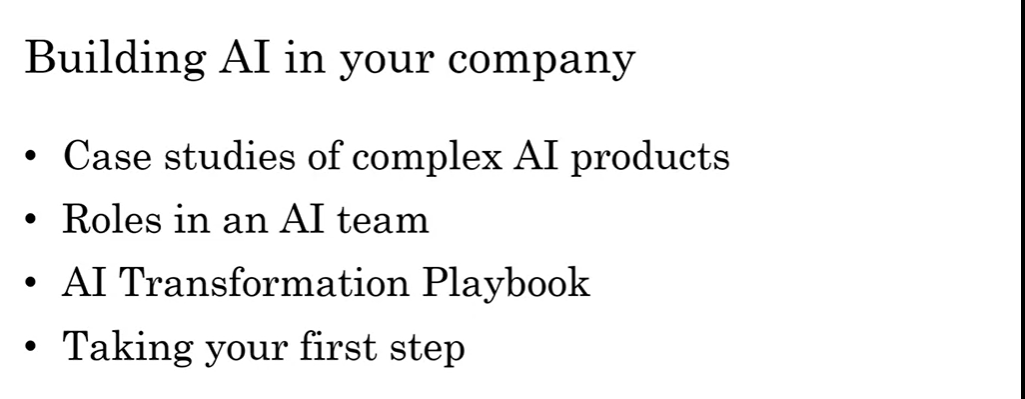 Building AI in your company
• Case studies of complex AI products
• Roles in an AI team
• AI Transformation Playbook
• Taking your first step